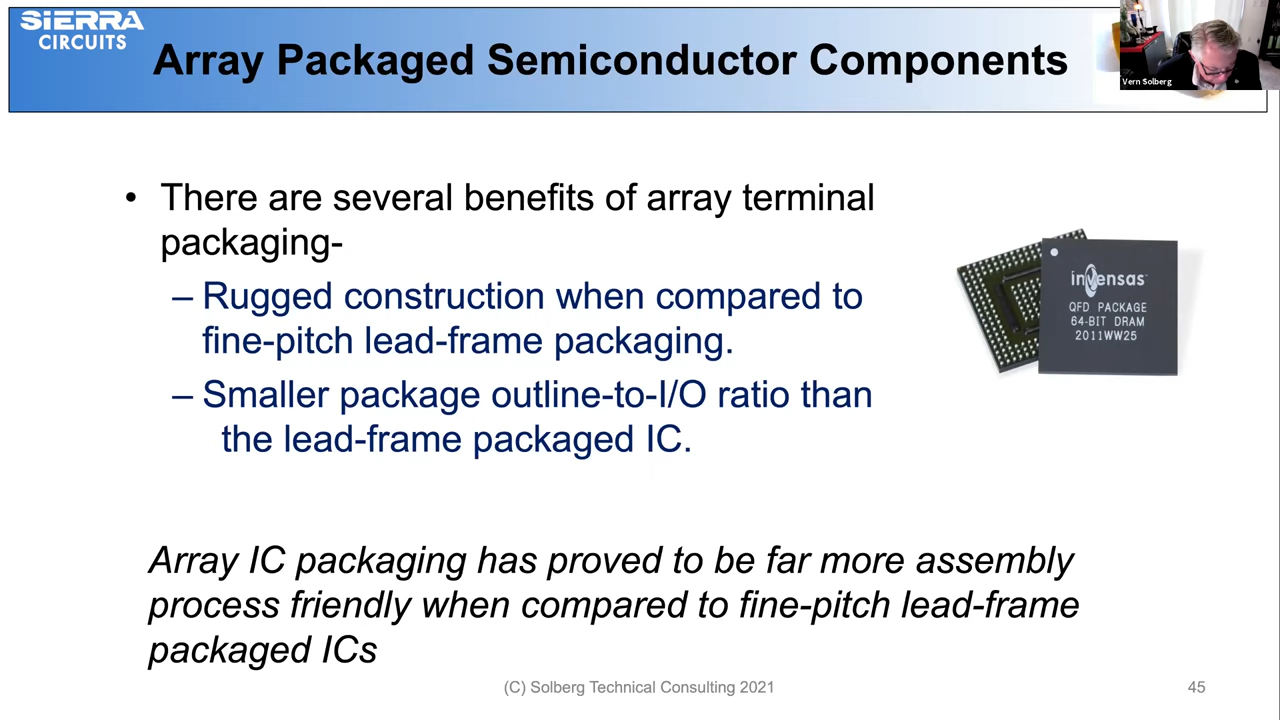 SIERRA
CIRCUITS
Array Packaged Semiconductor Components
Vern Solberg
• There are several benefits of array terminal
packaging-
– Rugged construction when compared to
fine-pitch lead-frame packaging.
– Smaller package outline-to-I/O ratio than
the lead-frame packaged IC.
invensas
QFD PACKAGE
64-BIT DRAM
2011WW25
Array IC packaging has proved to be far more assembly
process friendly when compared to fine-pitch lead-frame
packaged ICs
(C) Solberg Technical Consulting 2021
45